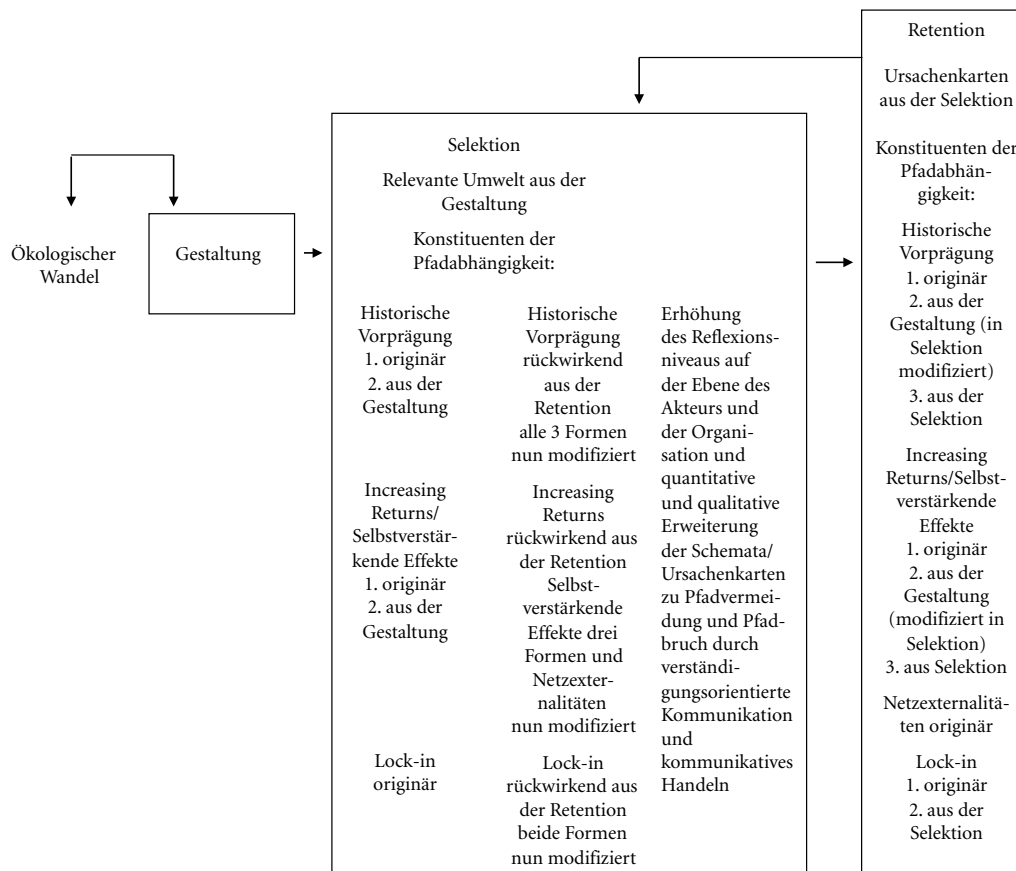 Ökologischer
Wandel
Gestaltung
Selektion
Relevante Umwelt aus der
Gestaltung
Konstituenten der
Pfadabhängigkeit:
Historische
Vorprägung
1. originär
2. aus der
Gestaltung
Increasing
Returns/
Selbstverstär-
kende Effekte
1. originär
2. aus der
Gestaltung
Lock-in
originär
Historische
Vorprägung
rückwirkend
aus der
Retention
alle 3 Formen
nun modifiziert
Increasing
Returns
rückwirkend aus
der Retention
Selbst-
verstärkende
Effekte drei
Formen und
Netzexter-
nalitäten
nun modifiziert
Lock-in
rückwirkend aus
der Retention
beide Formen
nun modifiziert
Erhöhung
des Reflexions-
niveaus auf
der Ebene des
Akteurs und
der Organi-
sation und
quantitative
und qualitative
Erweiterung
der Schemata/
Ursachenkarten
zu Pfadvermei-
dung und Pfad-
bruch durch
verständi-
gungsorientierte
Kommunikation
und
kommunikatives
Handeln
Retention
Ursachenkarten
aus der Selektion
Konstituenten der
Pfadabhän-
gigkeit:
Historische
Vorprägung
1. originär
2. aus der
Gestaltung (in
Selektion
modifiziert)
3. aus der
Selektion
Increasing
Returns/Selbst-
verstärkende
Effekte
1. originär
2. aus der
Gestaltung
(modifiziert in
Selektion)
3. aus Selektion
Netzexternalitä-
ten originär
Lock-in
1. originär
2. aus der
Selektion